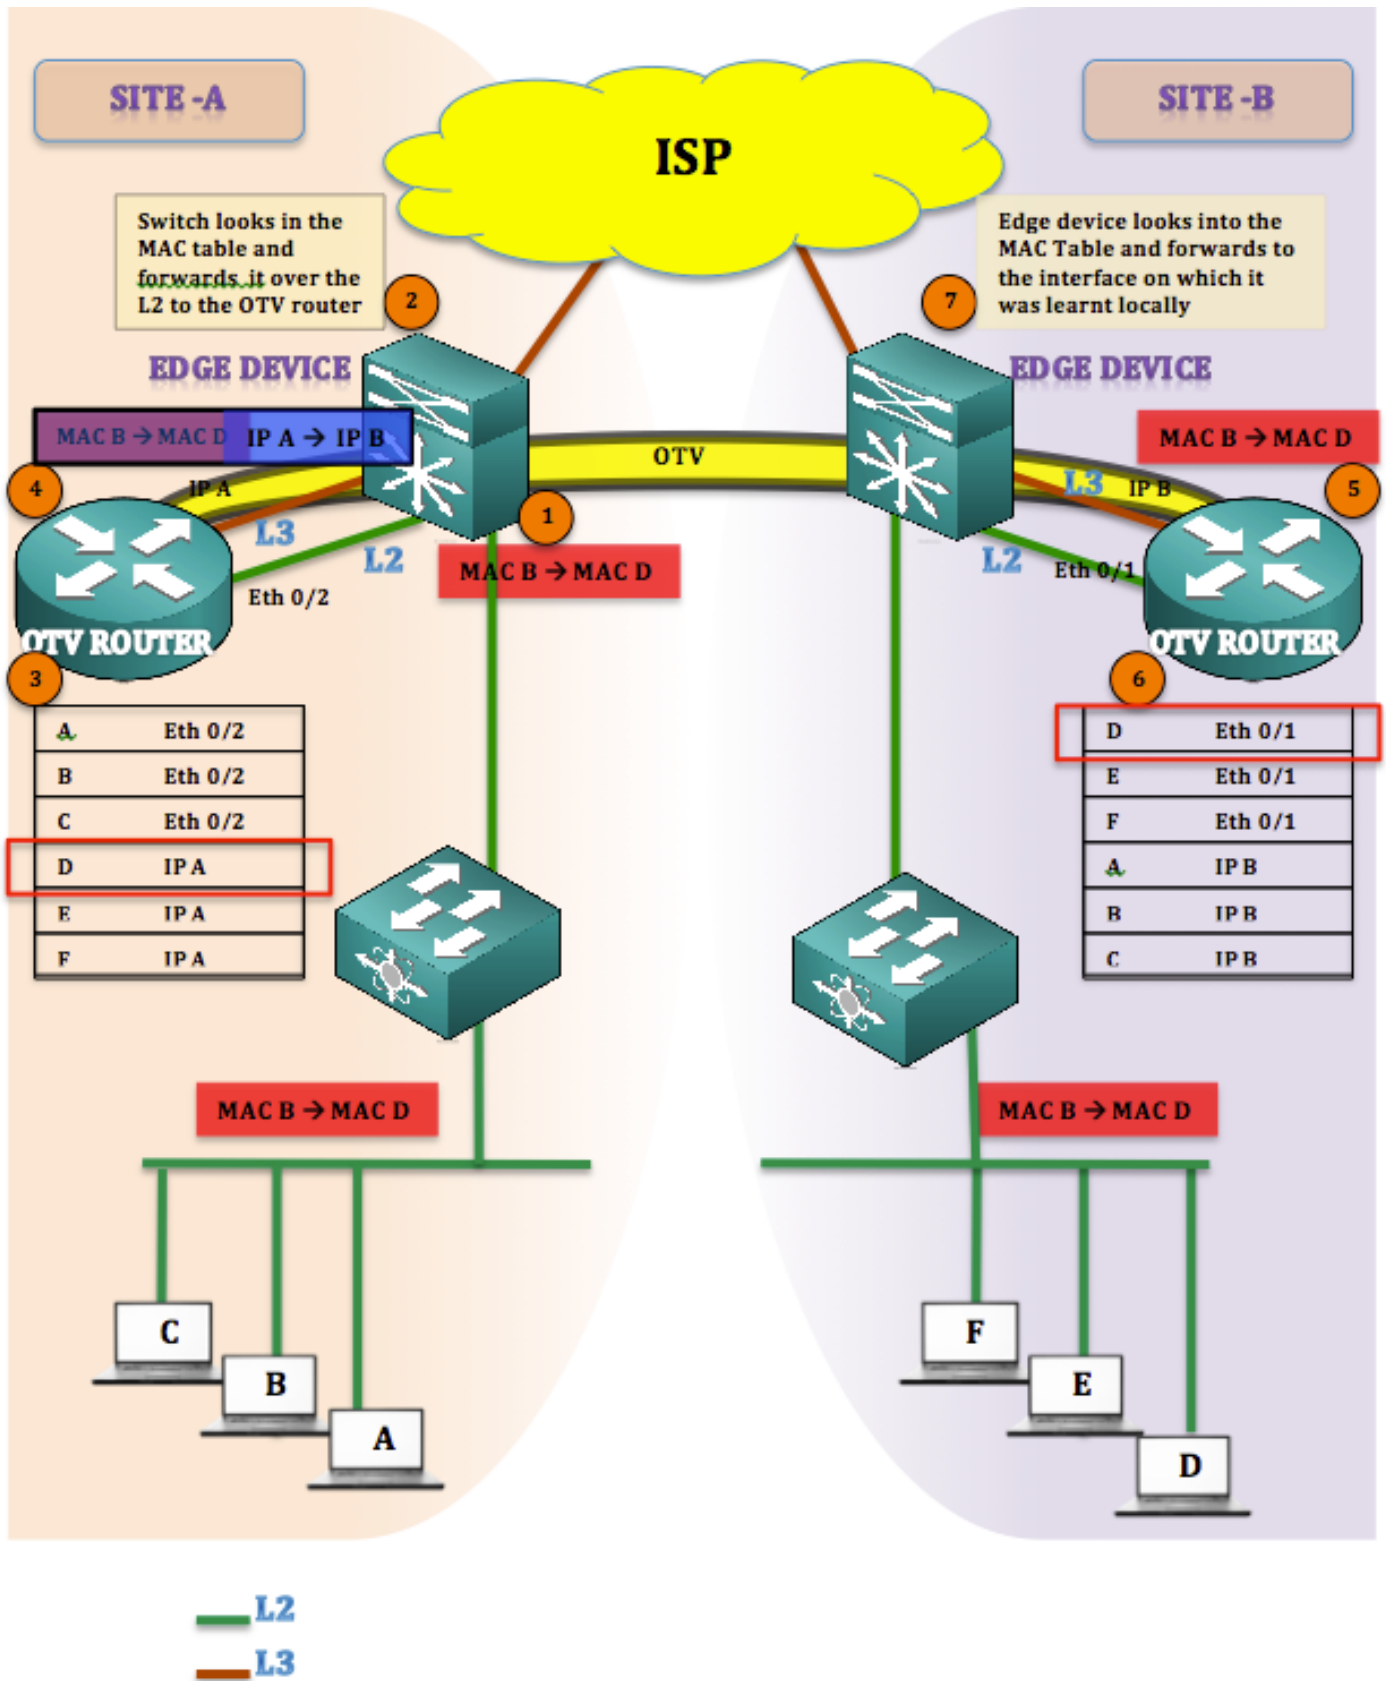 SITE -A
SITE -B
ISP
Switch looks in the
MAC table and
forwards it over the
L2 to the OTV router
2
7
Edge device looks into the
MAC Table and forwards to
the interface on which it
was learnt locally
EDGE DEVICE
EDGE DEVICE
MAC B → MAC D IP A → IP B
OTV
MAC B → MAC D
4
IP A
L3
L2
Eth 0/2
1
MAC B → MAC D
L3
IP B
5
L2
Eth 0/1
OTV ROUTER
OTV ROUTER
3
6
A Eth 0/2
B Eth 0/2
C Eth 0/2
D IP A
E IP A
F IP A
D Eth 0/1
E Eth 0/1
F Eth 0/1
A IP B
B IP B
C IP B
MAC B → MAC D
MAC B → MAC D
C
B
A
F
E
D
L2
L3